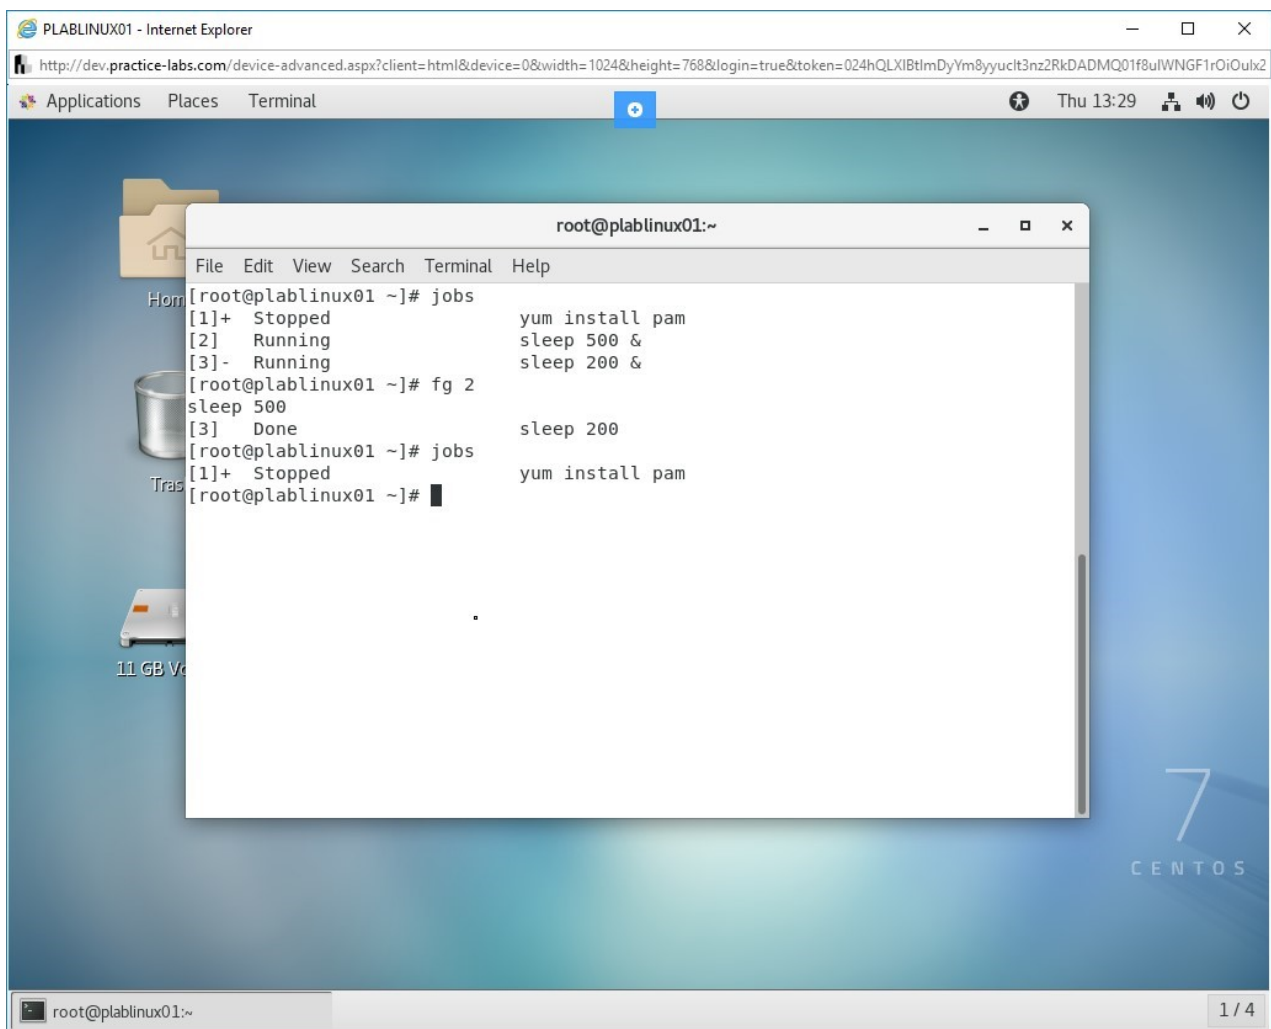 PLABLINUX01 - Internet Explorer
http://dev.practice-labs.com/device-advanced.aspx?client=html&device=0&width=1024&height=768&login=true&token=
Applications Places Terminal Thu 13:29
Home
Trash
11 GB
root@plablinux01:~
File Edit View Search Terminal Help
[root@plablinux01 ~]# jobs
[1]+ Stopped yum install pam
[2] Running sleep 500 &
[3]- Running sleep 200 &
[root@plablinux01 ~]# fg 2
sleep 500
[3] Done sleep 200
[root@plablinux01 ~]# jobs
[1]+ Stopped yum install pam
[root@plablinux01 ~]#
7
CENTOS
root@plablinux01:~
1 / 4